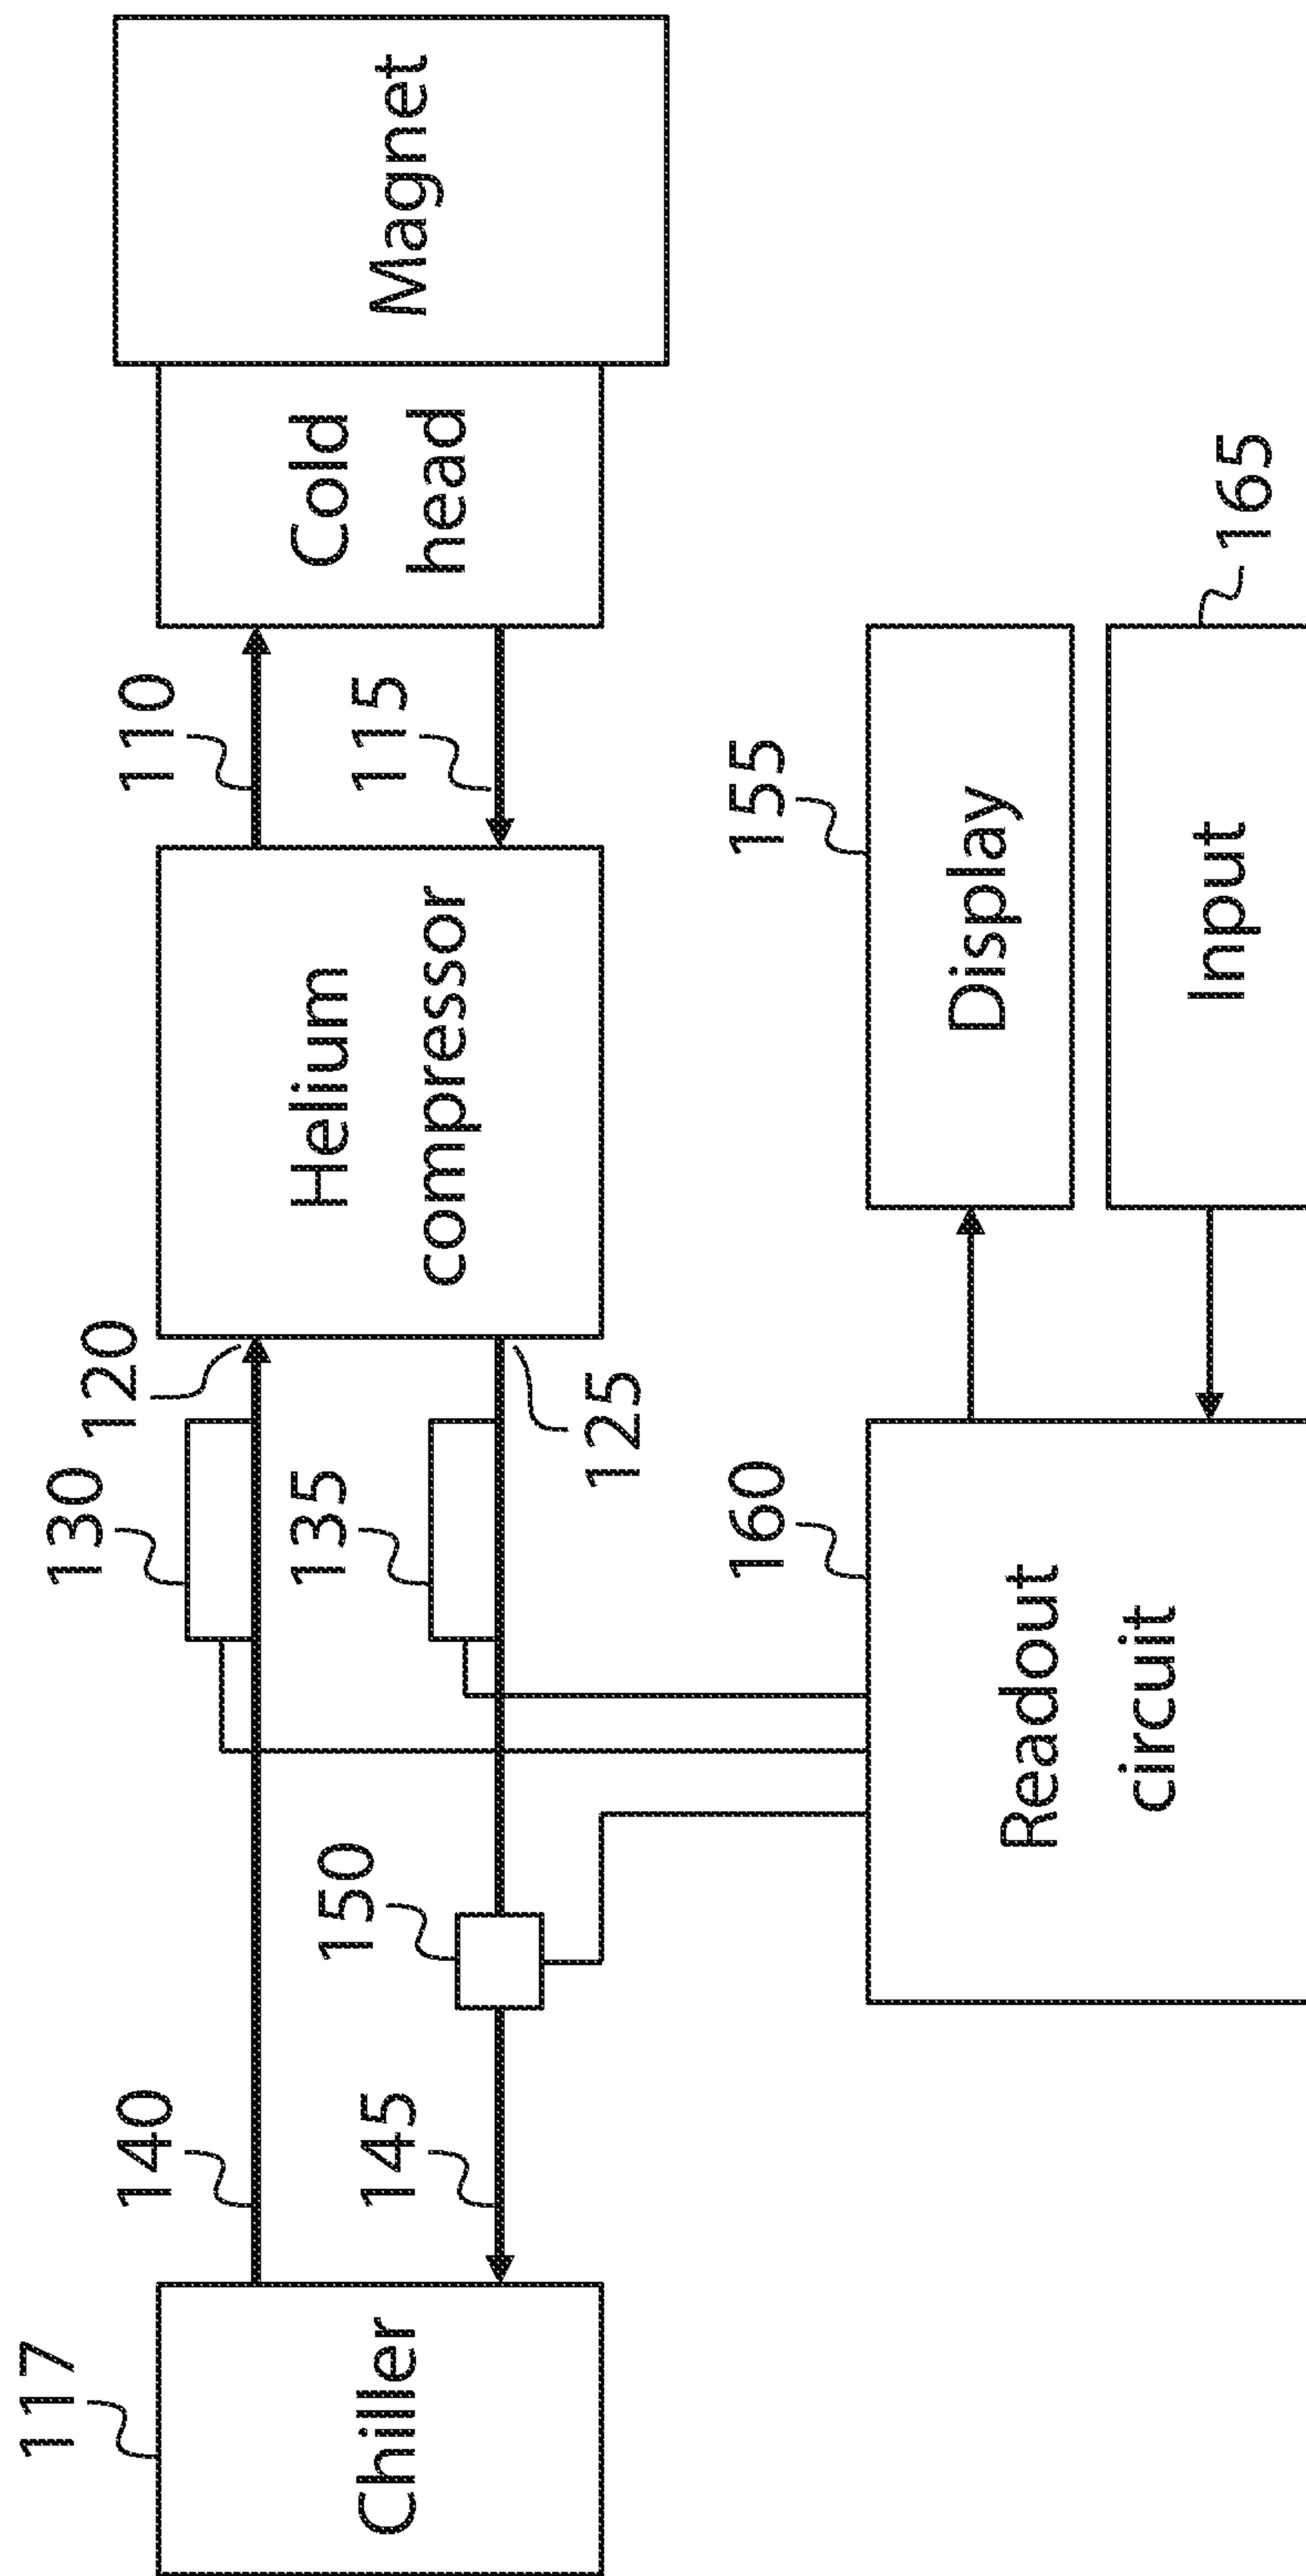 117
Chiller
140
145
150
130
135
120
125
Helium
compressor
110
115
Cold
head
Magnet
160
Readout
circuit
155
Display
Input
165